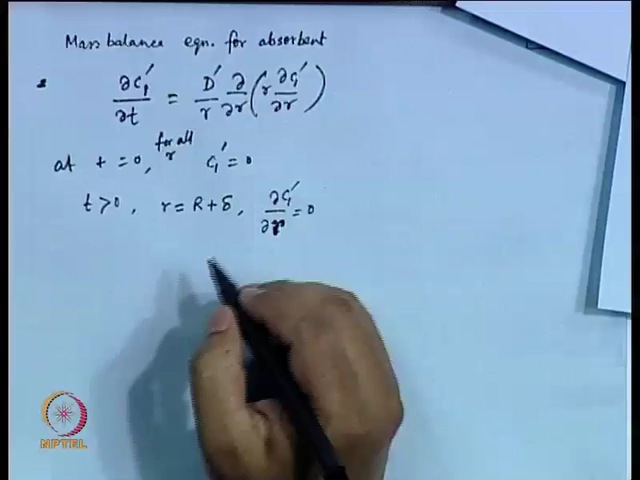 Mass balance eqn. for absorbent
∂c₁′/∂t = D′/r ∂/∂r (r ∂c₁′/∂r)
at t = 0, for all r c₁′ = 0
t > 0, r = R + δ, ∂c₁′/∂r = 0
NPTEL